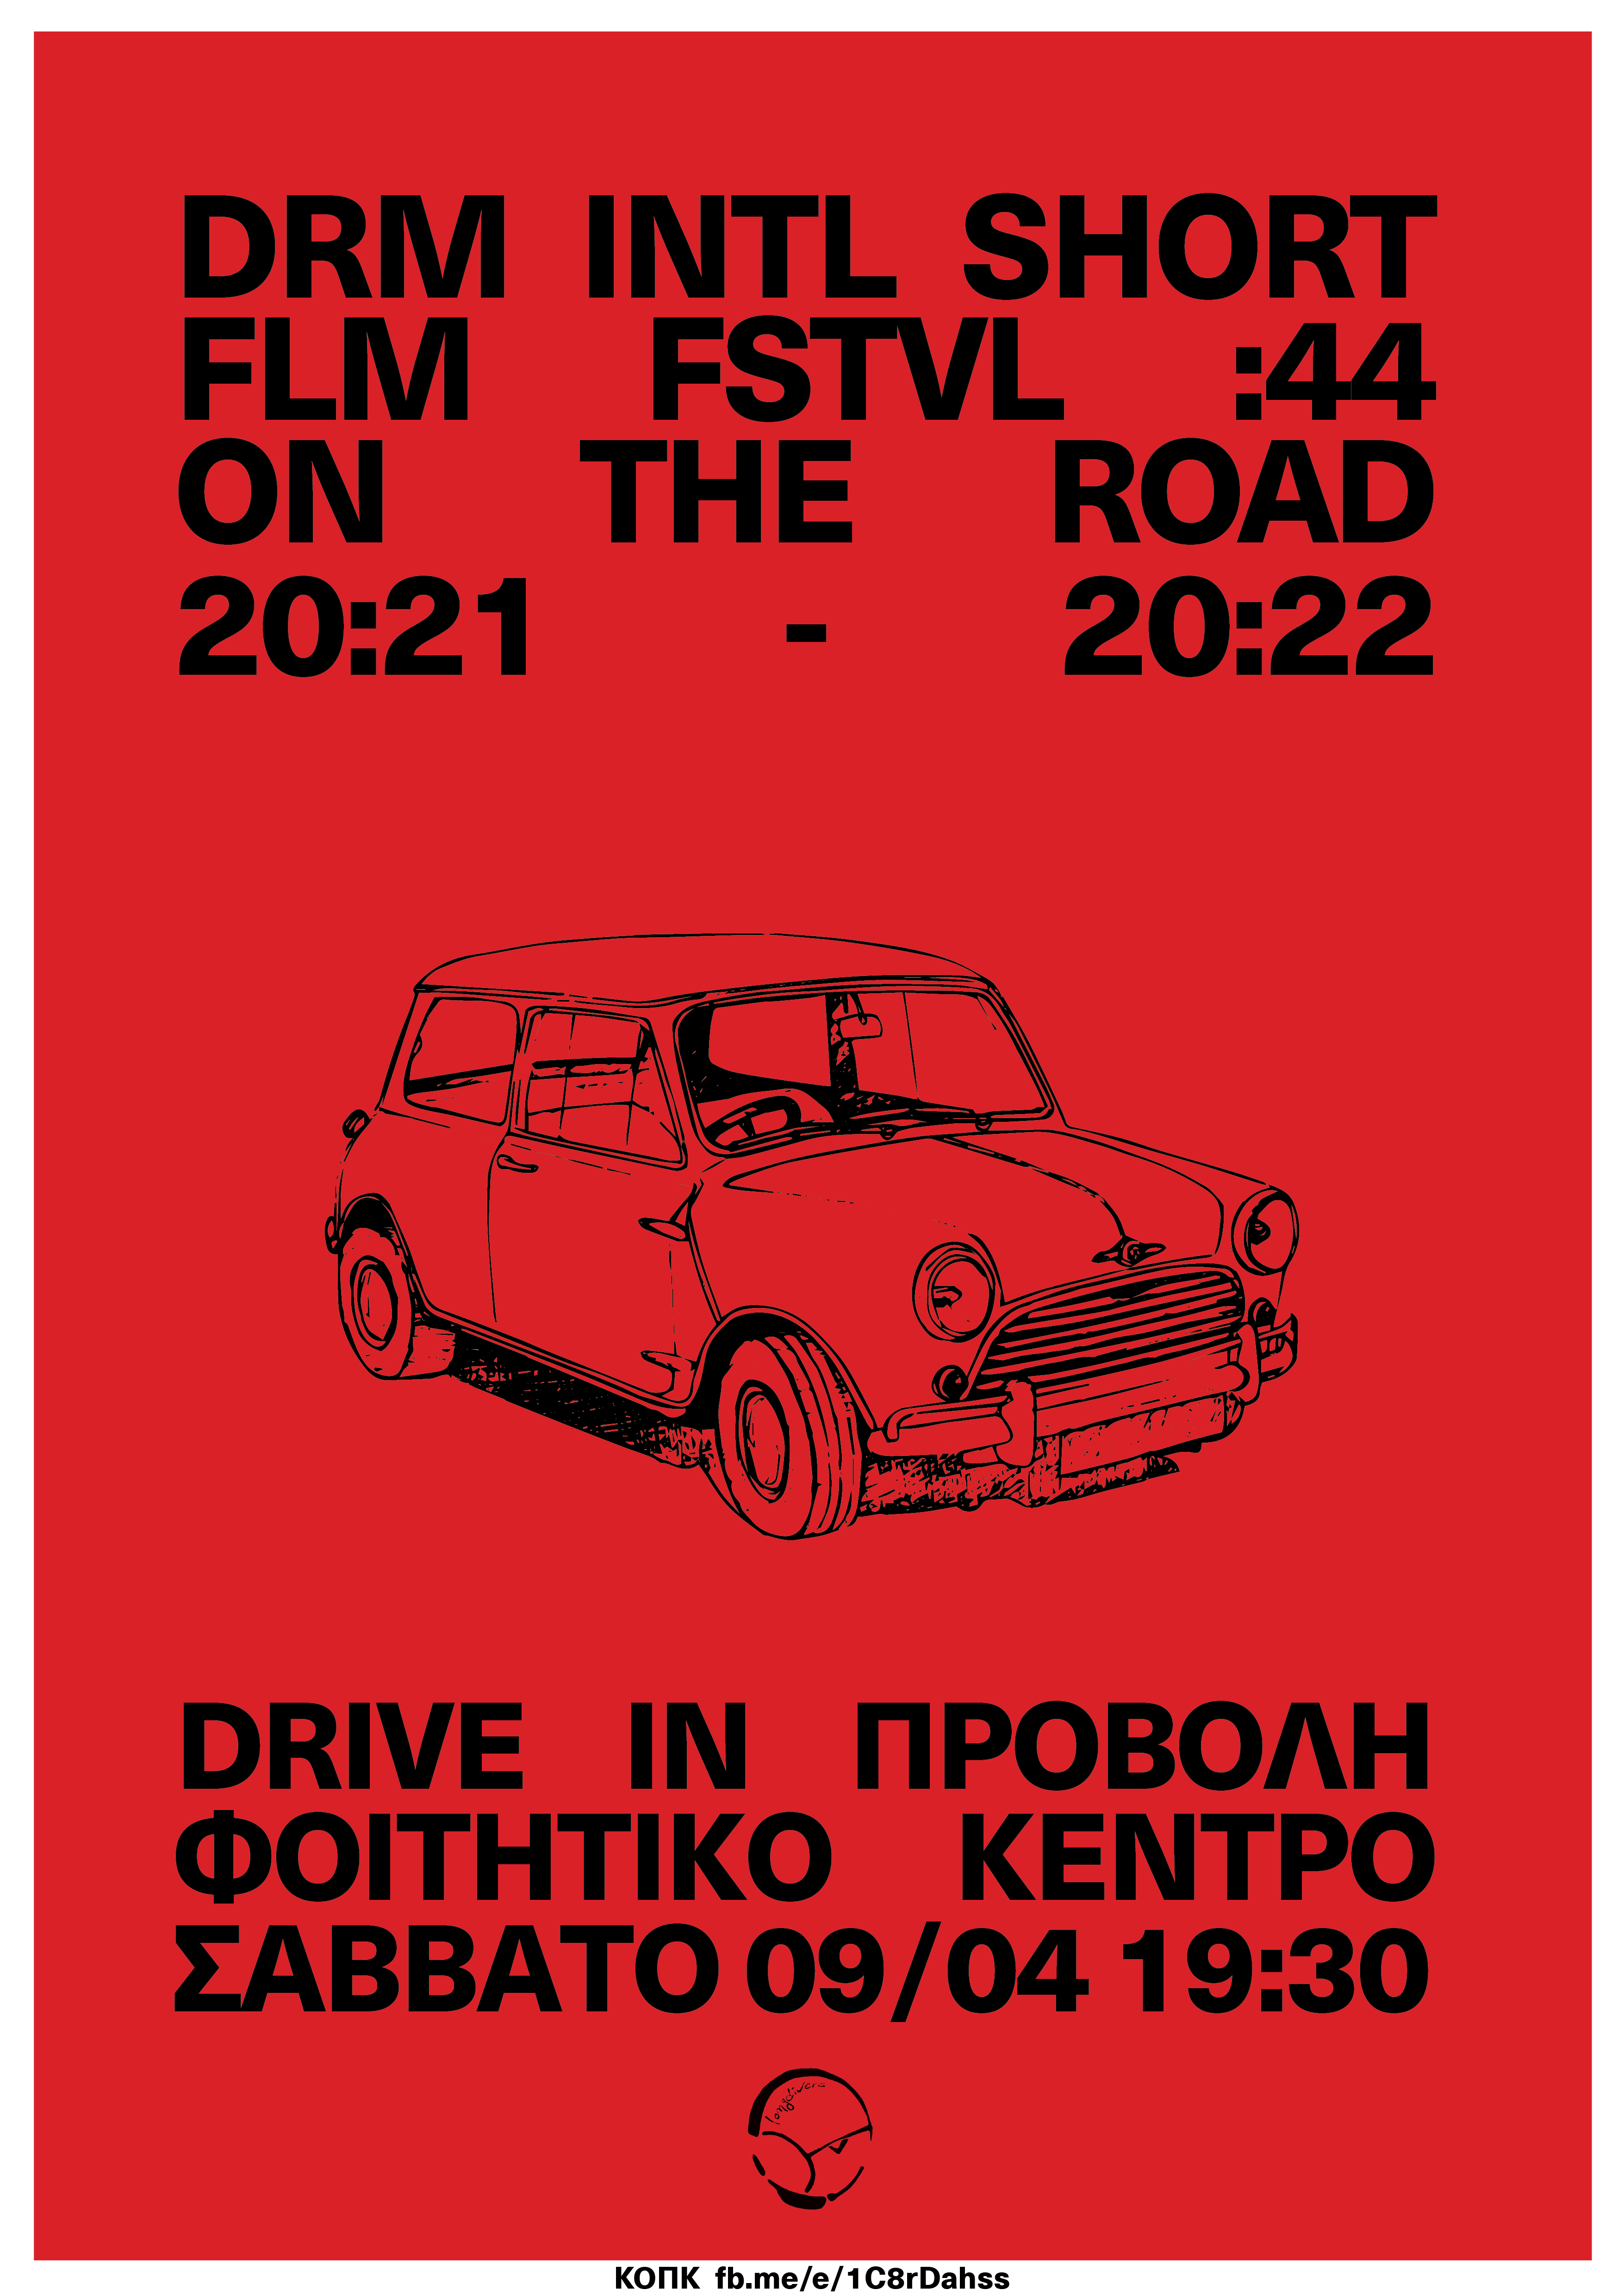 DRM INTL SHORT
FLM FSTVL :44
ON THE ROAD
20:21 - 20:22
DRIVE IN ΠΡΟΒΟΛΗ
ΦΟΙΤΗΤΙΚΟ ΚΕΝΤΡΟ
ΣΑΒΒΑΤΟ 09/04 19:30
ΚΟΠΚ fb.me/e/1C8rDahss